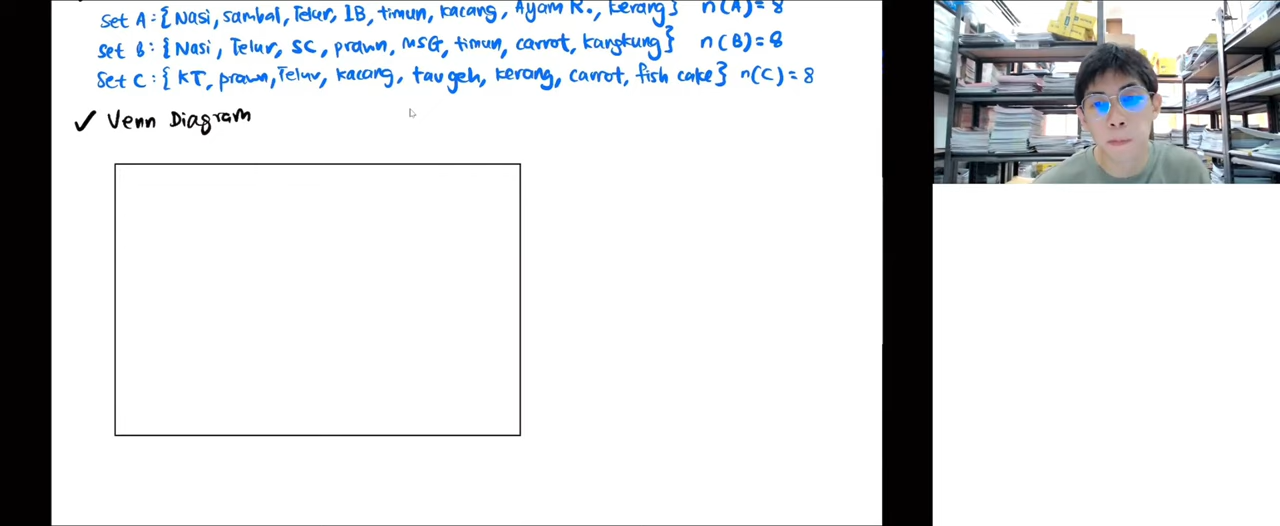 Set A : {Nasi, sambal, Telur, IB, timun, kacang, Ayam R., kerang} n(A) = 8
Set B : {Nasi, Telur, SC, prawn, MSG, timun, carrot, kangkung} n(B) = 8
Set C : {KT, prawn, Telur, kacang, taugeh, kerang, carrot, fish cake} n(C) = 8
✓ Venn Diagram